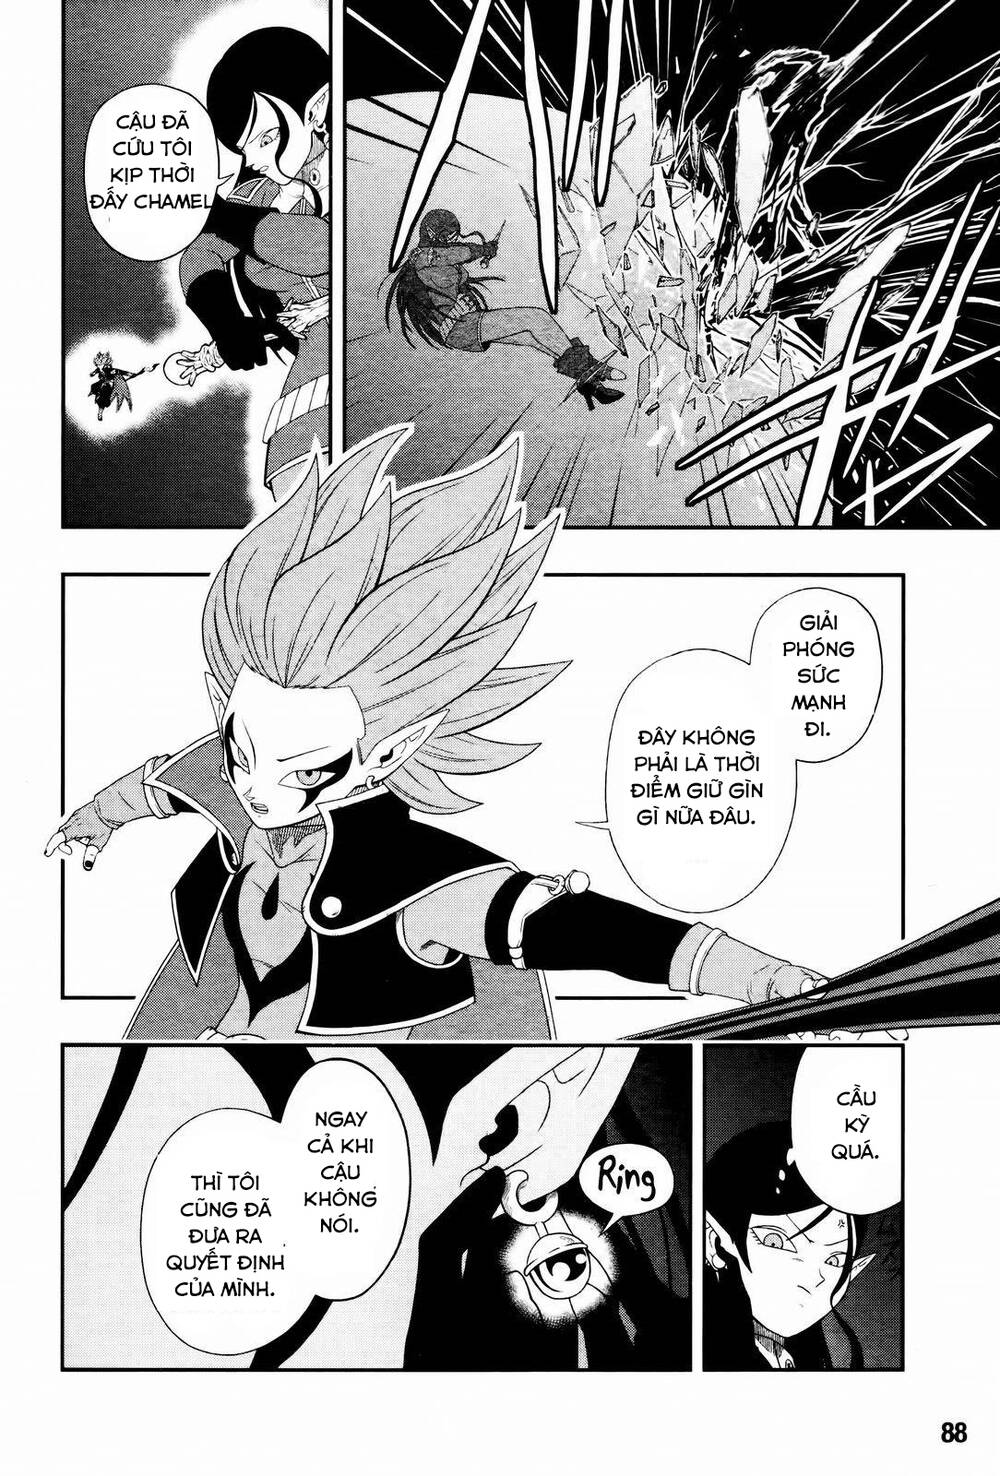 CẬU ĐÃ
CỨU TÔI
KỊP THỜI
ĐẤY CHAMEL
GIẢI
PHÓNG
SỨC
MẠNH
ĐI.
ĐÂY KHÔNG
PHẢI LÀ THỜI
ĐIỂM GIỮ GÌN
GÌ NỮA ĐÂU.
CẦU
KỲ
QUÁ.
Ring
NGAY
CẢ KHI
CẬU
KHÔNG
NÓI.
THÌ TÔI
CŨNG ĐÃ
ĐƯA RA
QUYẾT ĐỊNH
CỦA MÌNH.
88